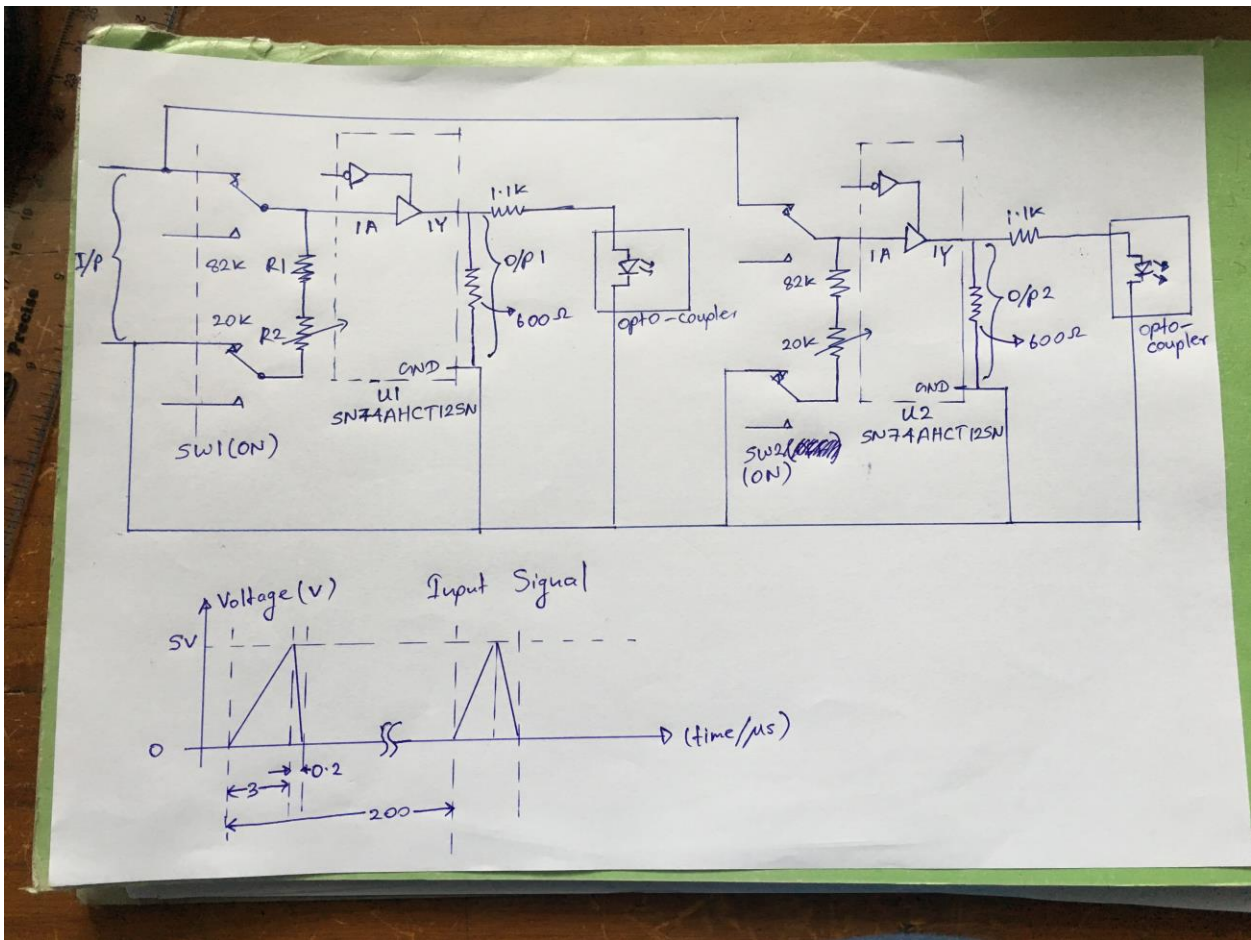 I/P
82K R1
20K
R2
SW1(ON)
1A 1Y
GND
U1
SN74AHCT125N
1.1K
O/P1
600Ω
opto-coupler
82K
20K
SW2
(ON)
1A 1Y
GND
U2
SN74AHCT125N
1.1K
O/P2
600Ω
opto-
coupler
Input Signal
Voltage (V)
5V
0
(time/μs)
0.2
3
200
Precise